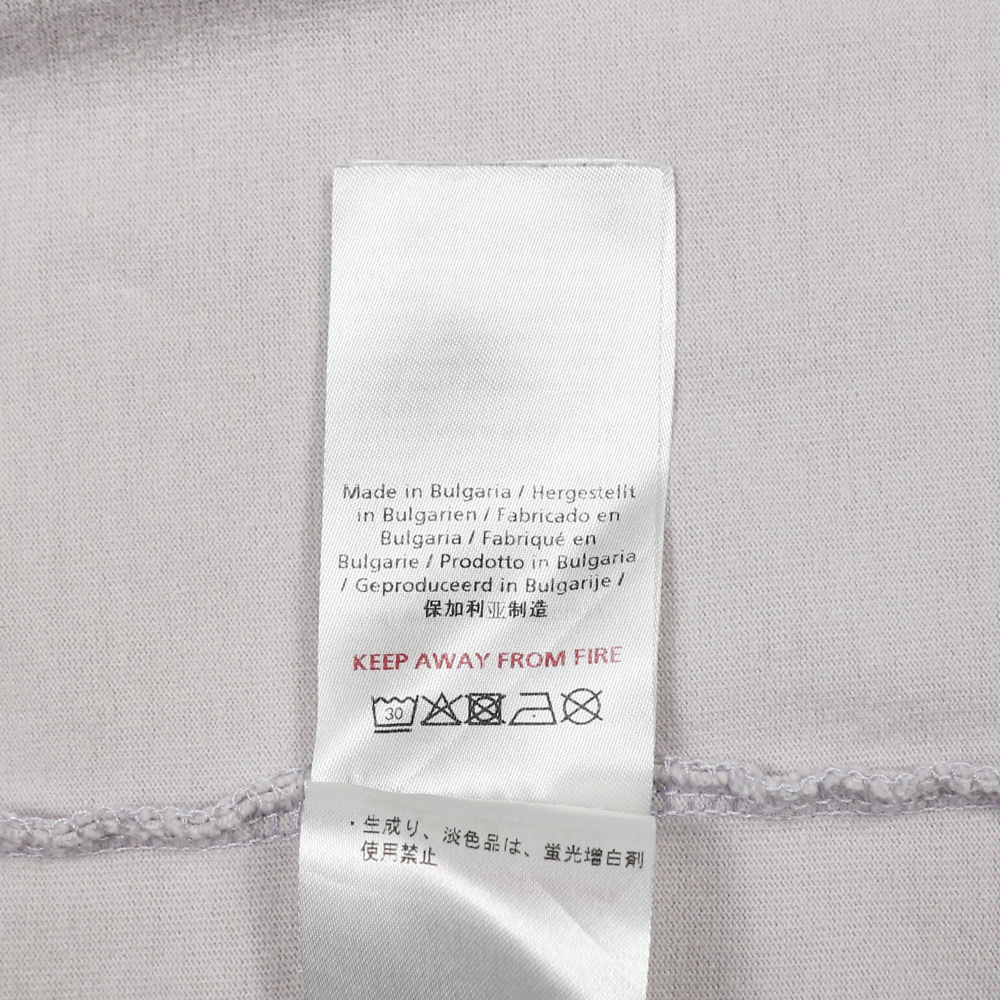 Made in Bulgaria / Hergestellt
in Bulgarien / Fabricado en
Bulgaria / Fabriqué en
Bulgarie / Prodotto in Bulgaria
/ Geproduceerd in Bulgarije /
保加利亚制造
KEEP AWAY FROM FIRE
30
・生成り、淡色品は、蛍光増白剤
使用禁止